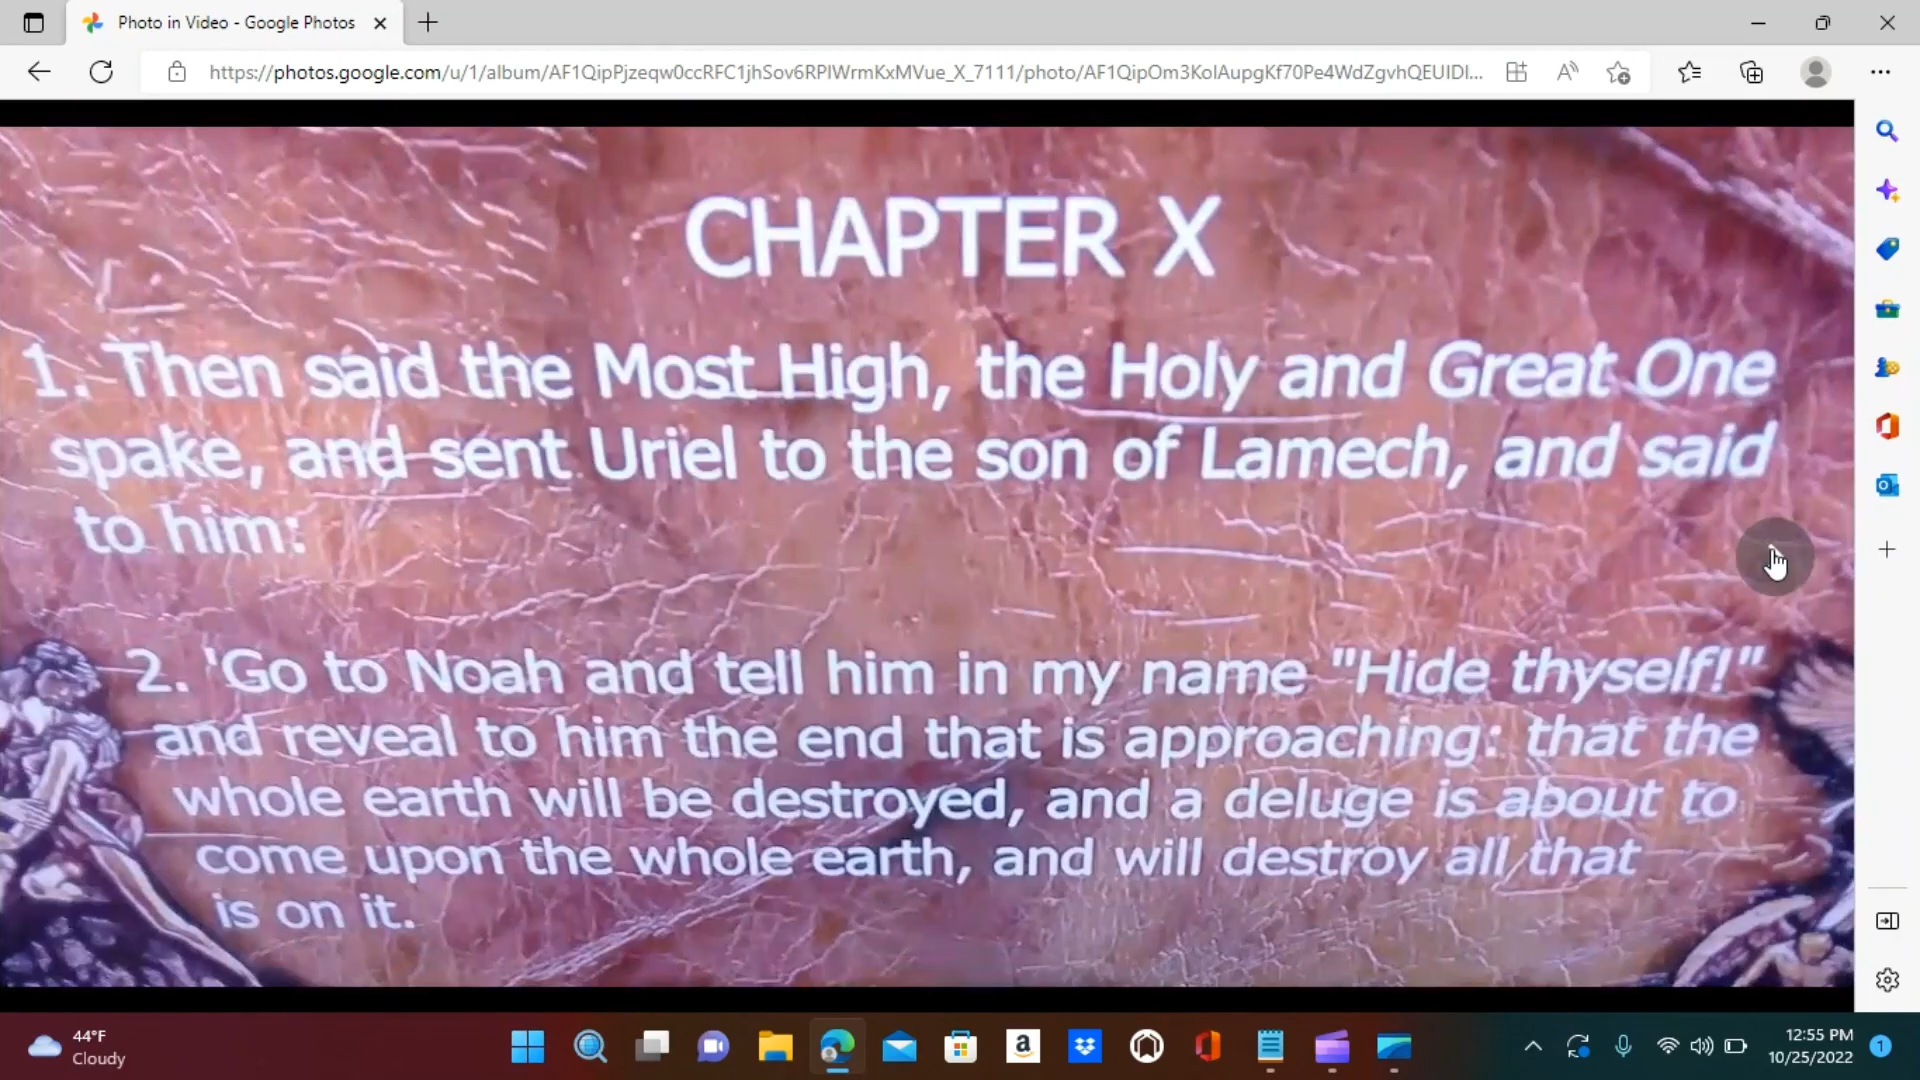 Photo in Video - Google Photos
https://photos.google.com/u/1/album/AF1QipPjzeqw0ccRFC1jhSov6RPlWrmKxMVue_X_7111/photo/AF1QipOm3KolAupgKf70Pe4WdZgvhQEUIDI...
CHAPTER X
1. Then said the Most High, the Holy and Great One
spake, and sent Uriel to the son of Lamech, and said
to him:
2. 'Go to Noah and tell him in my name "Hide thyself!"
and reveal to him the end that is approaching: that the
whole earth will be destroyed, and a deluge is about to
come upon the whole earth, and will destroy all that
is on it.
44°F
Cloudy
12:55 PM
10/25/2022
1